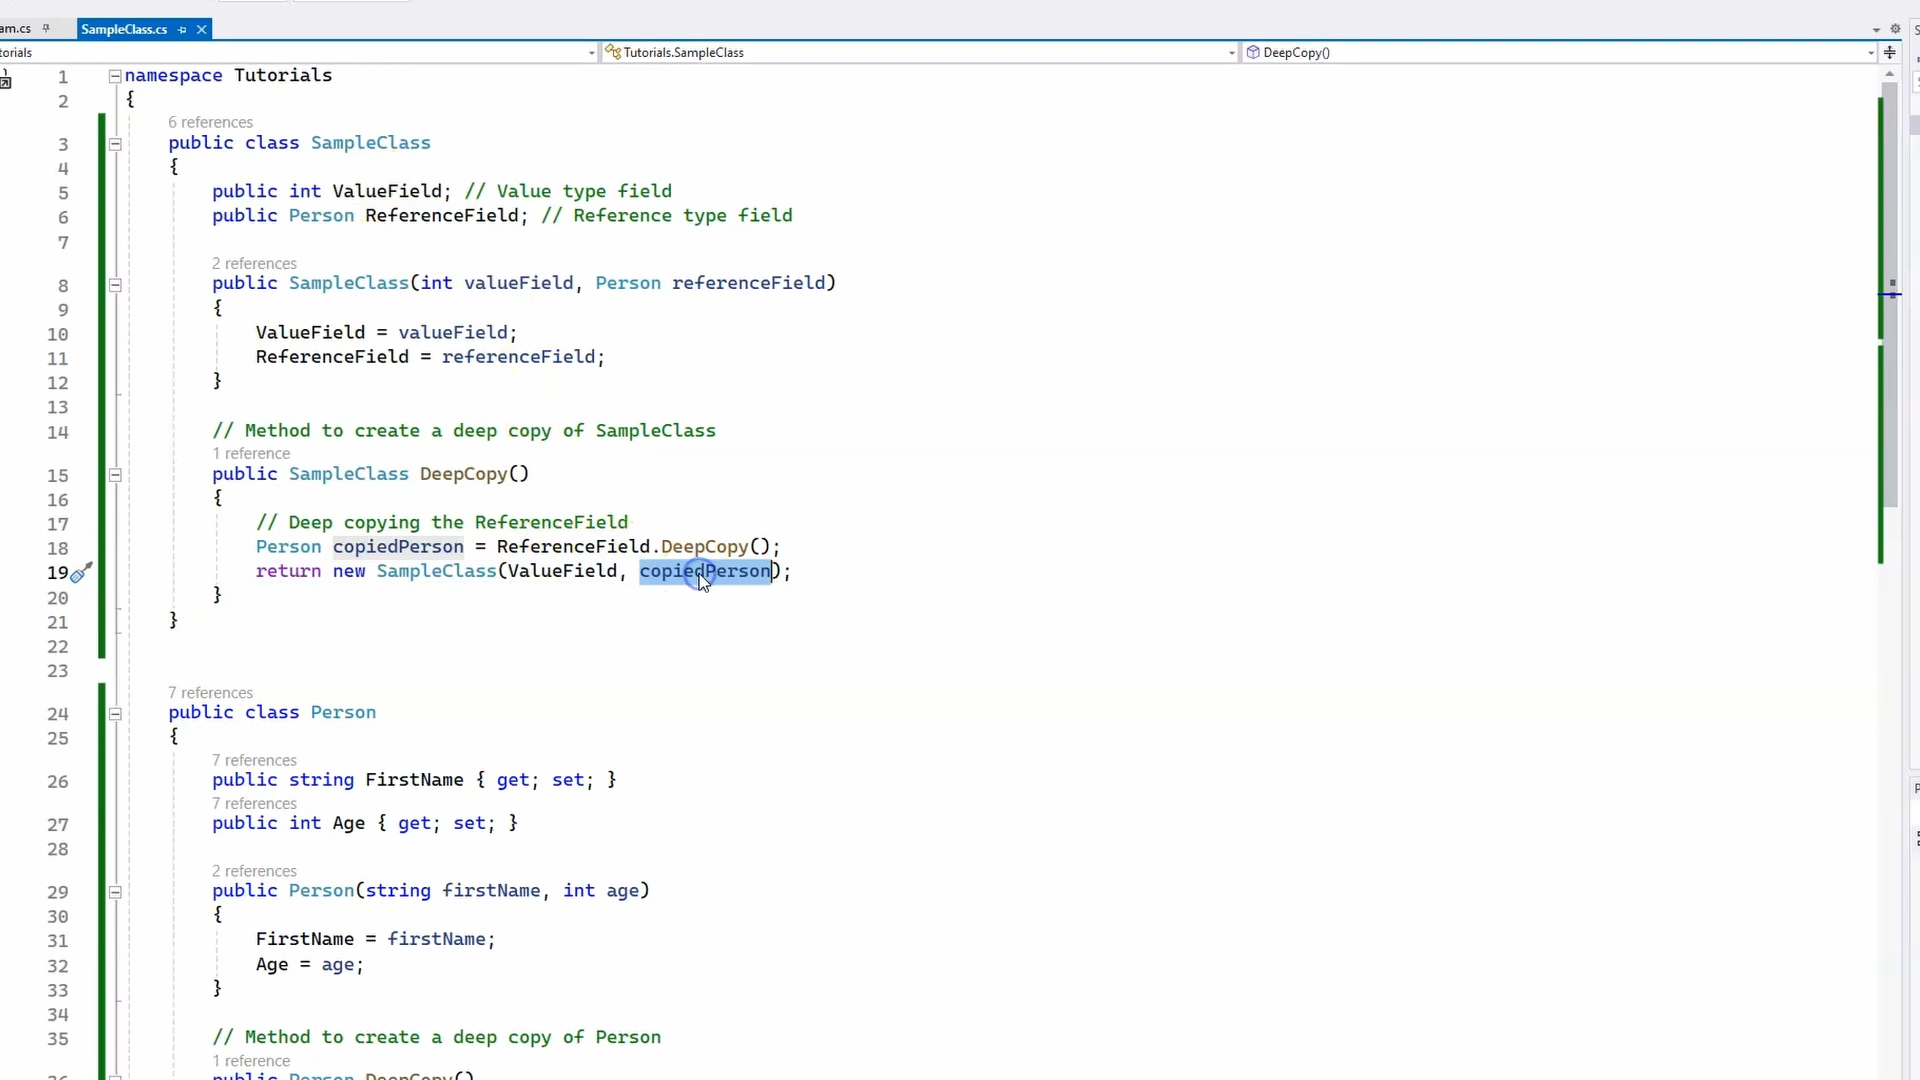 am.cs
SampleClass.cs
torials
Tutorials.SampleClass
DeepCopy()
1 namespace Tutorials
2 {
6 references
3 public class SampleClass
4 {
5 public int ValueField; // Value type field
6 public Person ReferenceField; // Reference type field
7
2 references
8 public SampleClass(int valueField, Person referenceField)
9 {
10 ValueField = valueField;
11 ReferenceField = referenceField;
12 }
13
14 // Method to create a deep copy of SampleClass
1 reference
15 public SampleClass DeepCopy()
16 {
17 // Deep copying the ReferenceField
18 Person copiedPerson = ReferenceField.DeepCopy();
19 return new SampleClass(ValueField, copiedPerson);
20 }
21 }
22
23
7 references
24 public class Person
25 {
7 references
26 public string FirstName { get; set; }
7 references
27 public int Age { get; set; }
28
2 references
29 public Person(string firstName, int age)
30 {
31 FirstName = firstName;
32 Age = age;
33 }
34
35 // Method to create a deep copy of Person
1 reference
public Person DeepCopy()